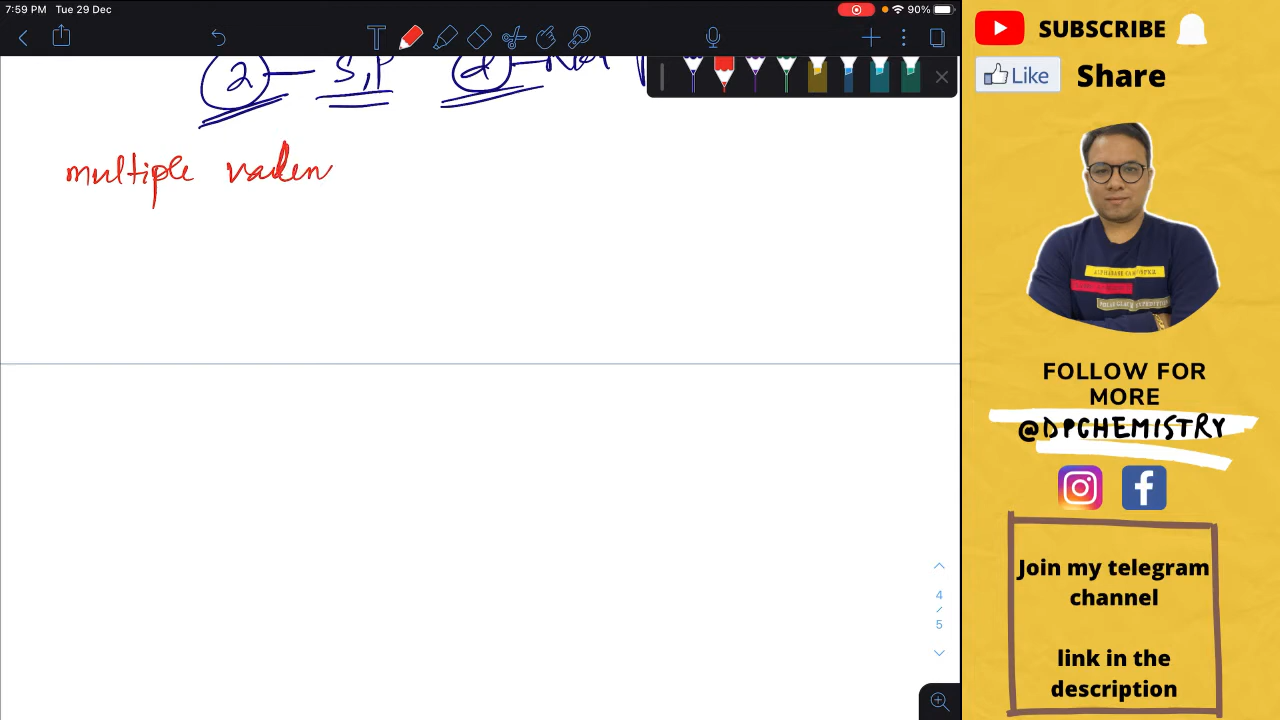 7:59 PM Tue 29 Dec
90%
2 — S, P
multiple valen
4
5
SUBSCRIBE
Like Share
FOLLOW FOR
MORE
@DPCHEMISTRY
Join my telegram
channel
link in the
description